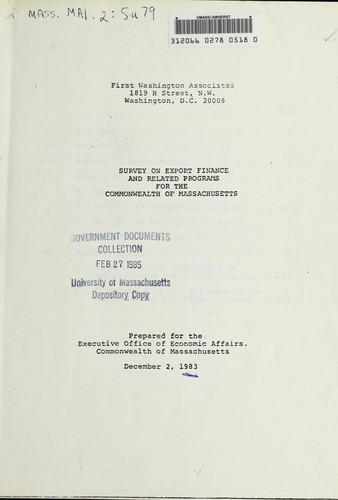 MASS. MA1. 2: Su 79
UMASS/AMHERST
312066 0278 0518 0
First Washington Associates
1819 H Street, N.W.
Washington, D.C. 20006
SURVEY ON EXPORT FINANCE
AND RELATED PROGRAMS
FOR THE
COMMONWEALTH OF MASSACHUSETTS
GOVERNMENT DOCUMENTS
COLLECTION
FEB 27 1985
University of Massachusetts
Depository Copy
Prepared for the
Executive Office of Economic Affairs,
Commonwealth of Massachusetts
December 2, 1983